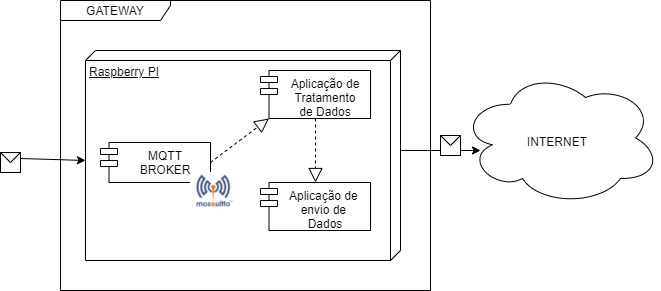 GATEWAY
Raspberry PI
Aplicação de
Tratamento
de Dados
MQTT
BROKER
mosquitto
Aplicação de
envio de
Dados
INTERNET